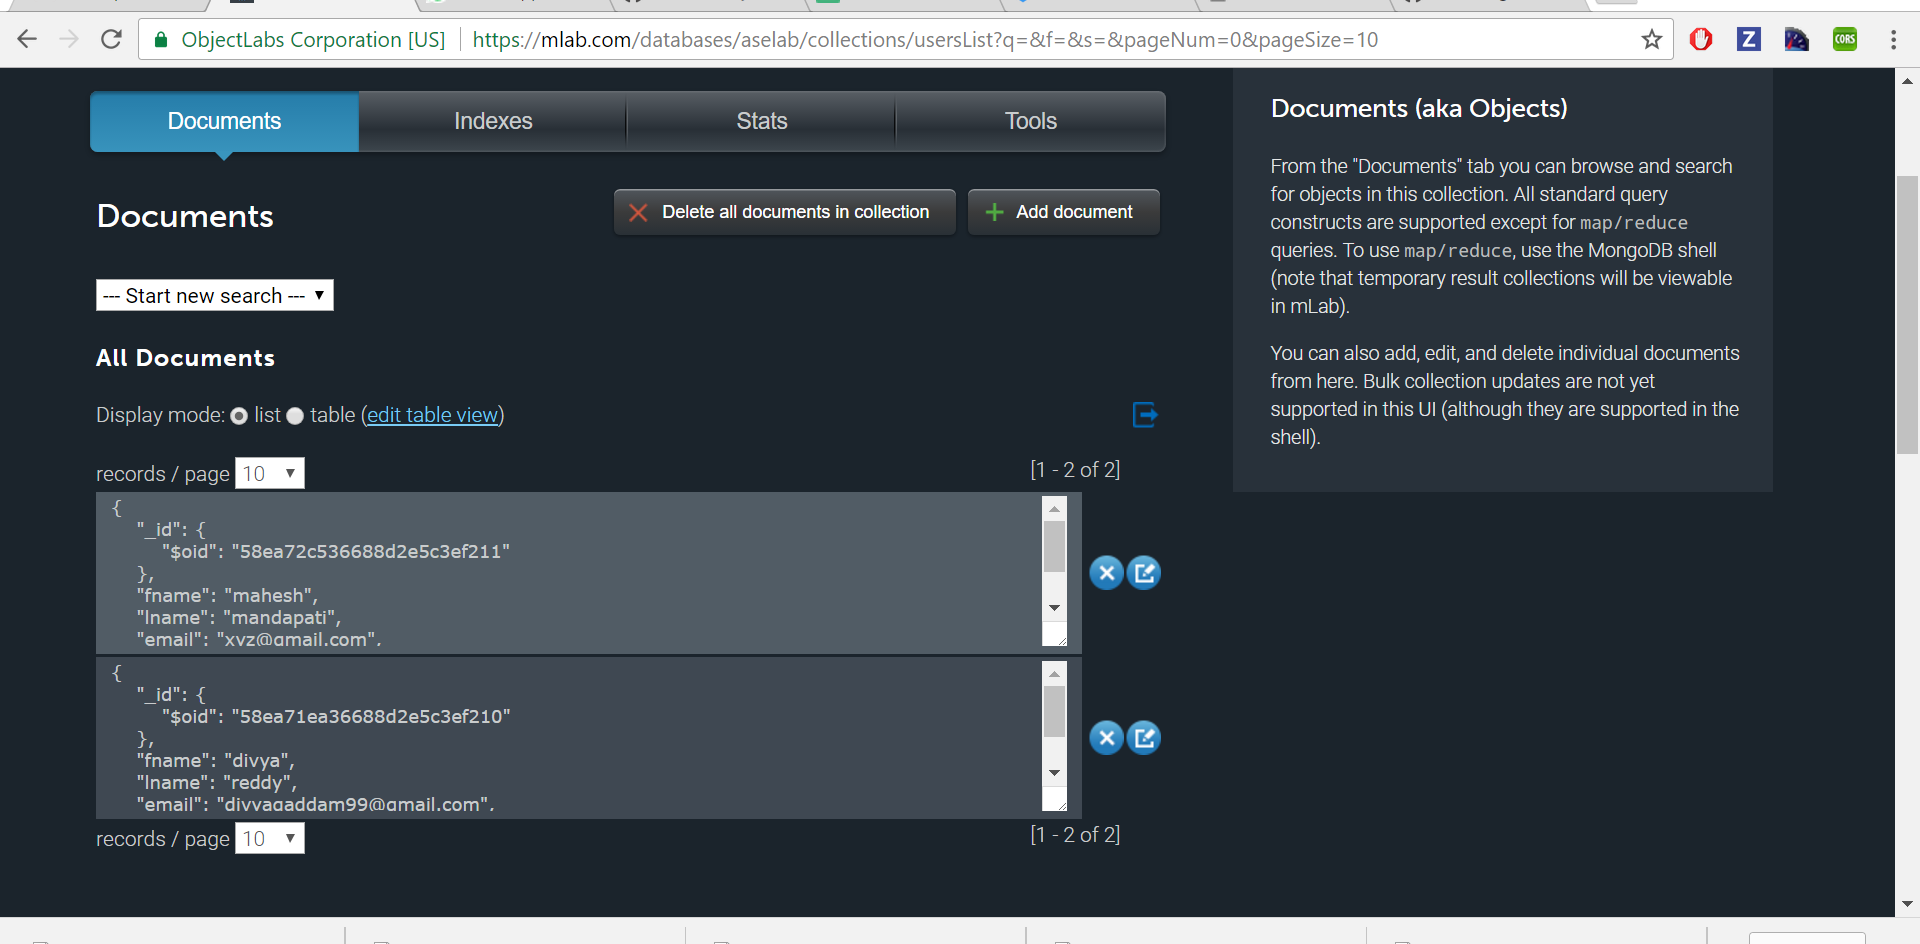 ObjectLabs Corporation [US] https://mlab.com/databases/aselab/collections/usersList?q=&f=&s=&pageNum=0&pageSize=10
Z
CORS
Documents Indexes Stats Tools
Documents
Delete all documents in collection
Add document
--- Start new search ---
All Documents
Display mode: list table (edit table view)
records / page 10
[1 - 2 of 2]
{
"_id": {
"$oid": "58ea72c536688d2e5c3ef211"
},
"fname": "mahesh",
"lname": "mandapati",
"email": "xyz@gmail.com",
{
"_id": {
"$oid": "58ea71ea36688d2e5c3ef210"
},
"fname": "divya",
"lname": "reddy",
"email": "divyagaddam99@gmail.com",
records / page 10
[1 - 2 of 2]
Documents (aka Objects)
From the "Documents" tab you can browse and search
for objects in this collection. All standard query
constructs are supported except for map/reduce
queries. To use map/reduce, use the MongoDB shell
(note that temporary result collections will be viewable
in mLab).
You can also add, edit, and delete individual documents
from here. Bulk collection updates are not yet
supported in this UI (although they are supported in the
shell).